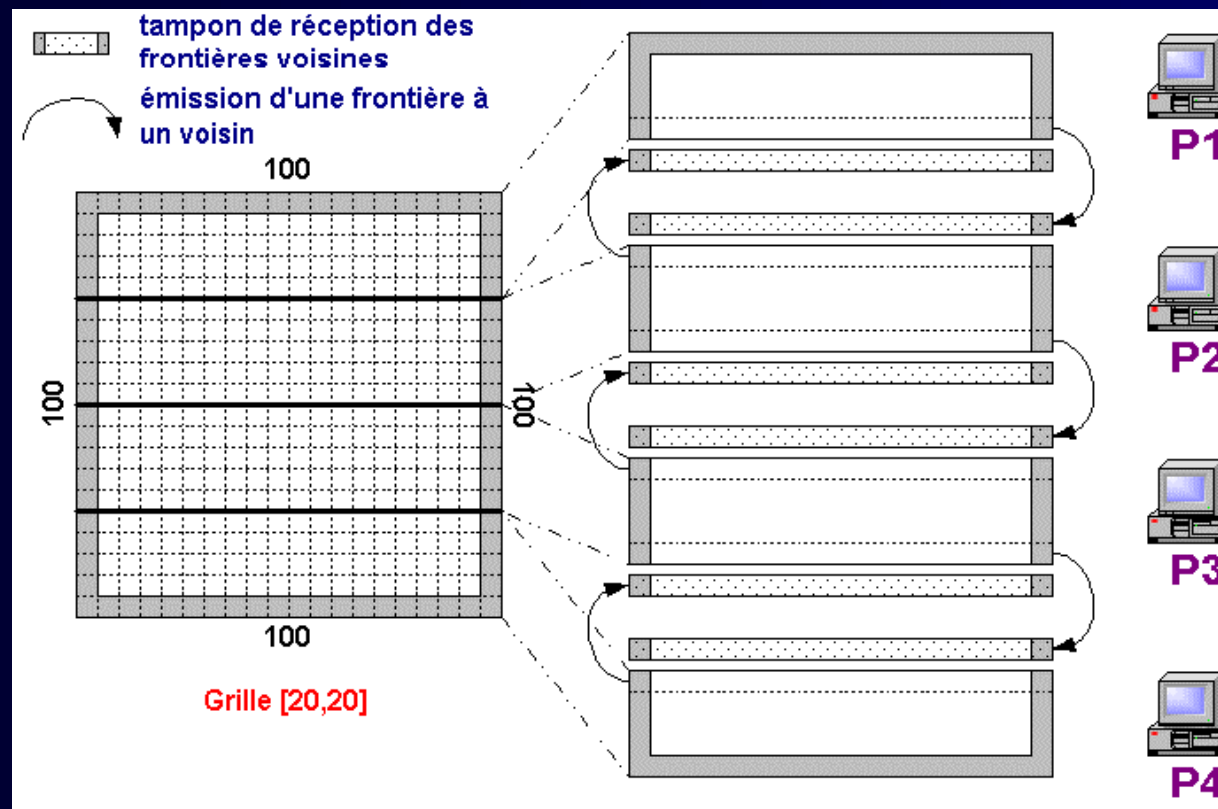 tampon de réception des
frontières voisines
émission d'une frontière à
un voisin
100
100
100
100
Grille [20,20]
P1
P2
P3
P4